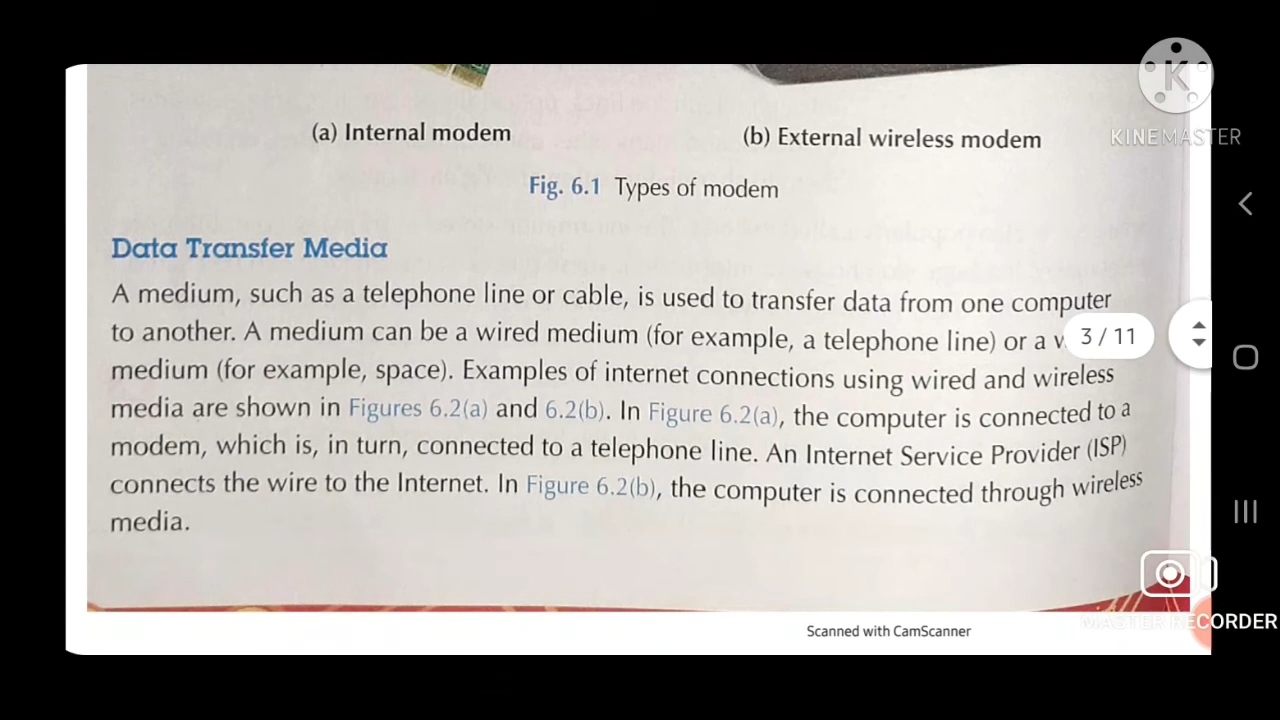 K
KINEMASTER
(a) Internal modem
(b) External wireless modem
Fig. 6.1 Types of modem
Data Transfer Media
A medium, such as a telephone line or cable, is used to transfer data from one computer
to another. A medium can be a wired medium (for example, a telephone line) or a
3 / 11
medium (for example, space). Examples of internet connections using wired and wireless
media are shown in Figures 6.2(a) and 6.2(b). In Figure 6.2(a), the computer is connected to a
modem, which is, in turn, connected to a telephone line. An Internet Service Provider (ISP)
connects the wire to the Internet. In Figure 6.2(b), the computer is connected through wireless
media.
MASTER RECORDER
Scanned with CamScanner